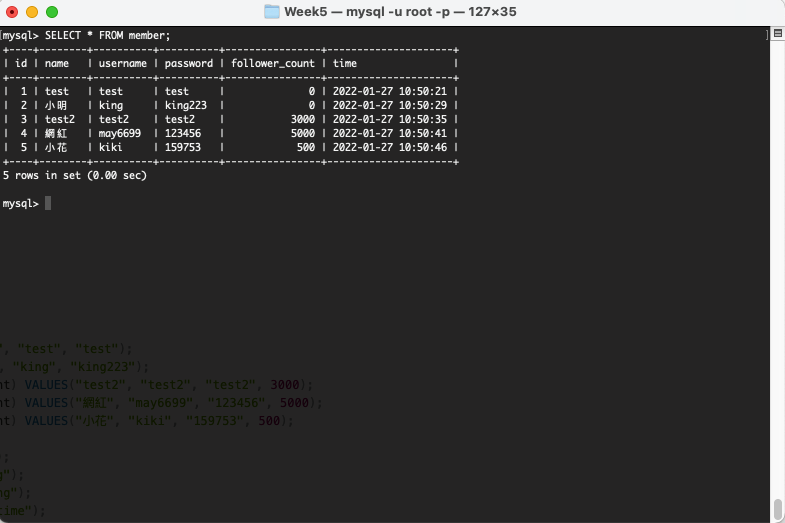 Week5 — mysql -u root -p — 127×35
[mysql> SELECT * FROM member; ]
+----+-------+----------+----------+----------------+---------------------+
| id | name | username | password | follower_count | time |
+----+-------+----------+----------+----------------+---------------------+
| 1 | test | test | test | 0 | 2022-01-27 10:50:21 |
| 2 | 小明 | king | king223 | 0 | 2022-01-27 10:50:29 |
| 3 | test2 | test2 | test2 | 3000 | 2022-01-27 10:50:35 |
| 4 | 網紅 | may6699 | 123456 | 5000 | 2022-01-27 10:50:41 |
| 5 | 小花 | kiki | 159753 | 500 | 2022-01-27 10:50:46 |
+----+-------+----------+----------+----------------+---------------------+
5 rows in set (0.00 sec)
mysql>
", "test", "test");
, "king", "king223");
nt) VALUES("test2", "test2", "test2", 3000);
nt) VALUES("網紅", "may6699", "123456", 5000);
nt) VALUES("小花", "kiki", "159753", 500);
);
g");
ng");
time");